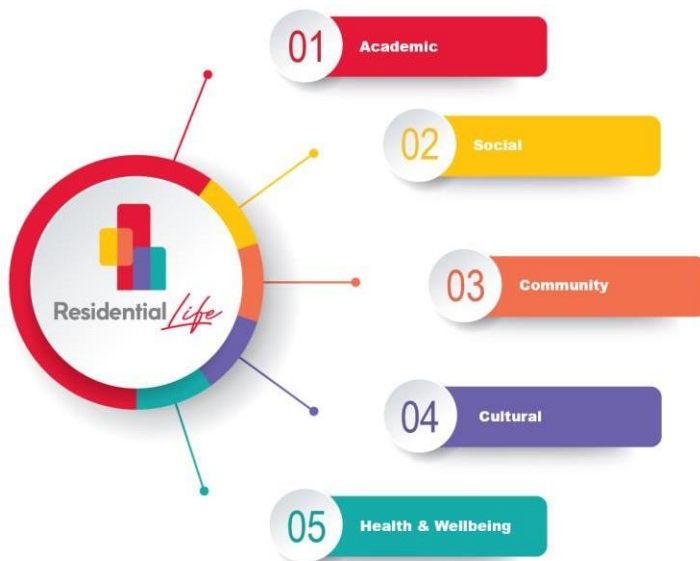 01 Academic
02 Social
03 Community
Residential Life
04 Cultural
05 Health & Wellbeing